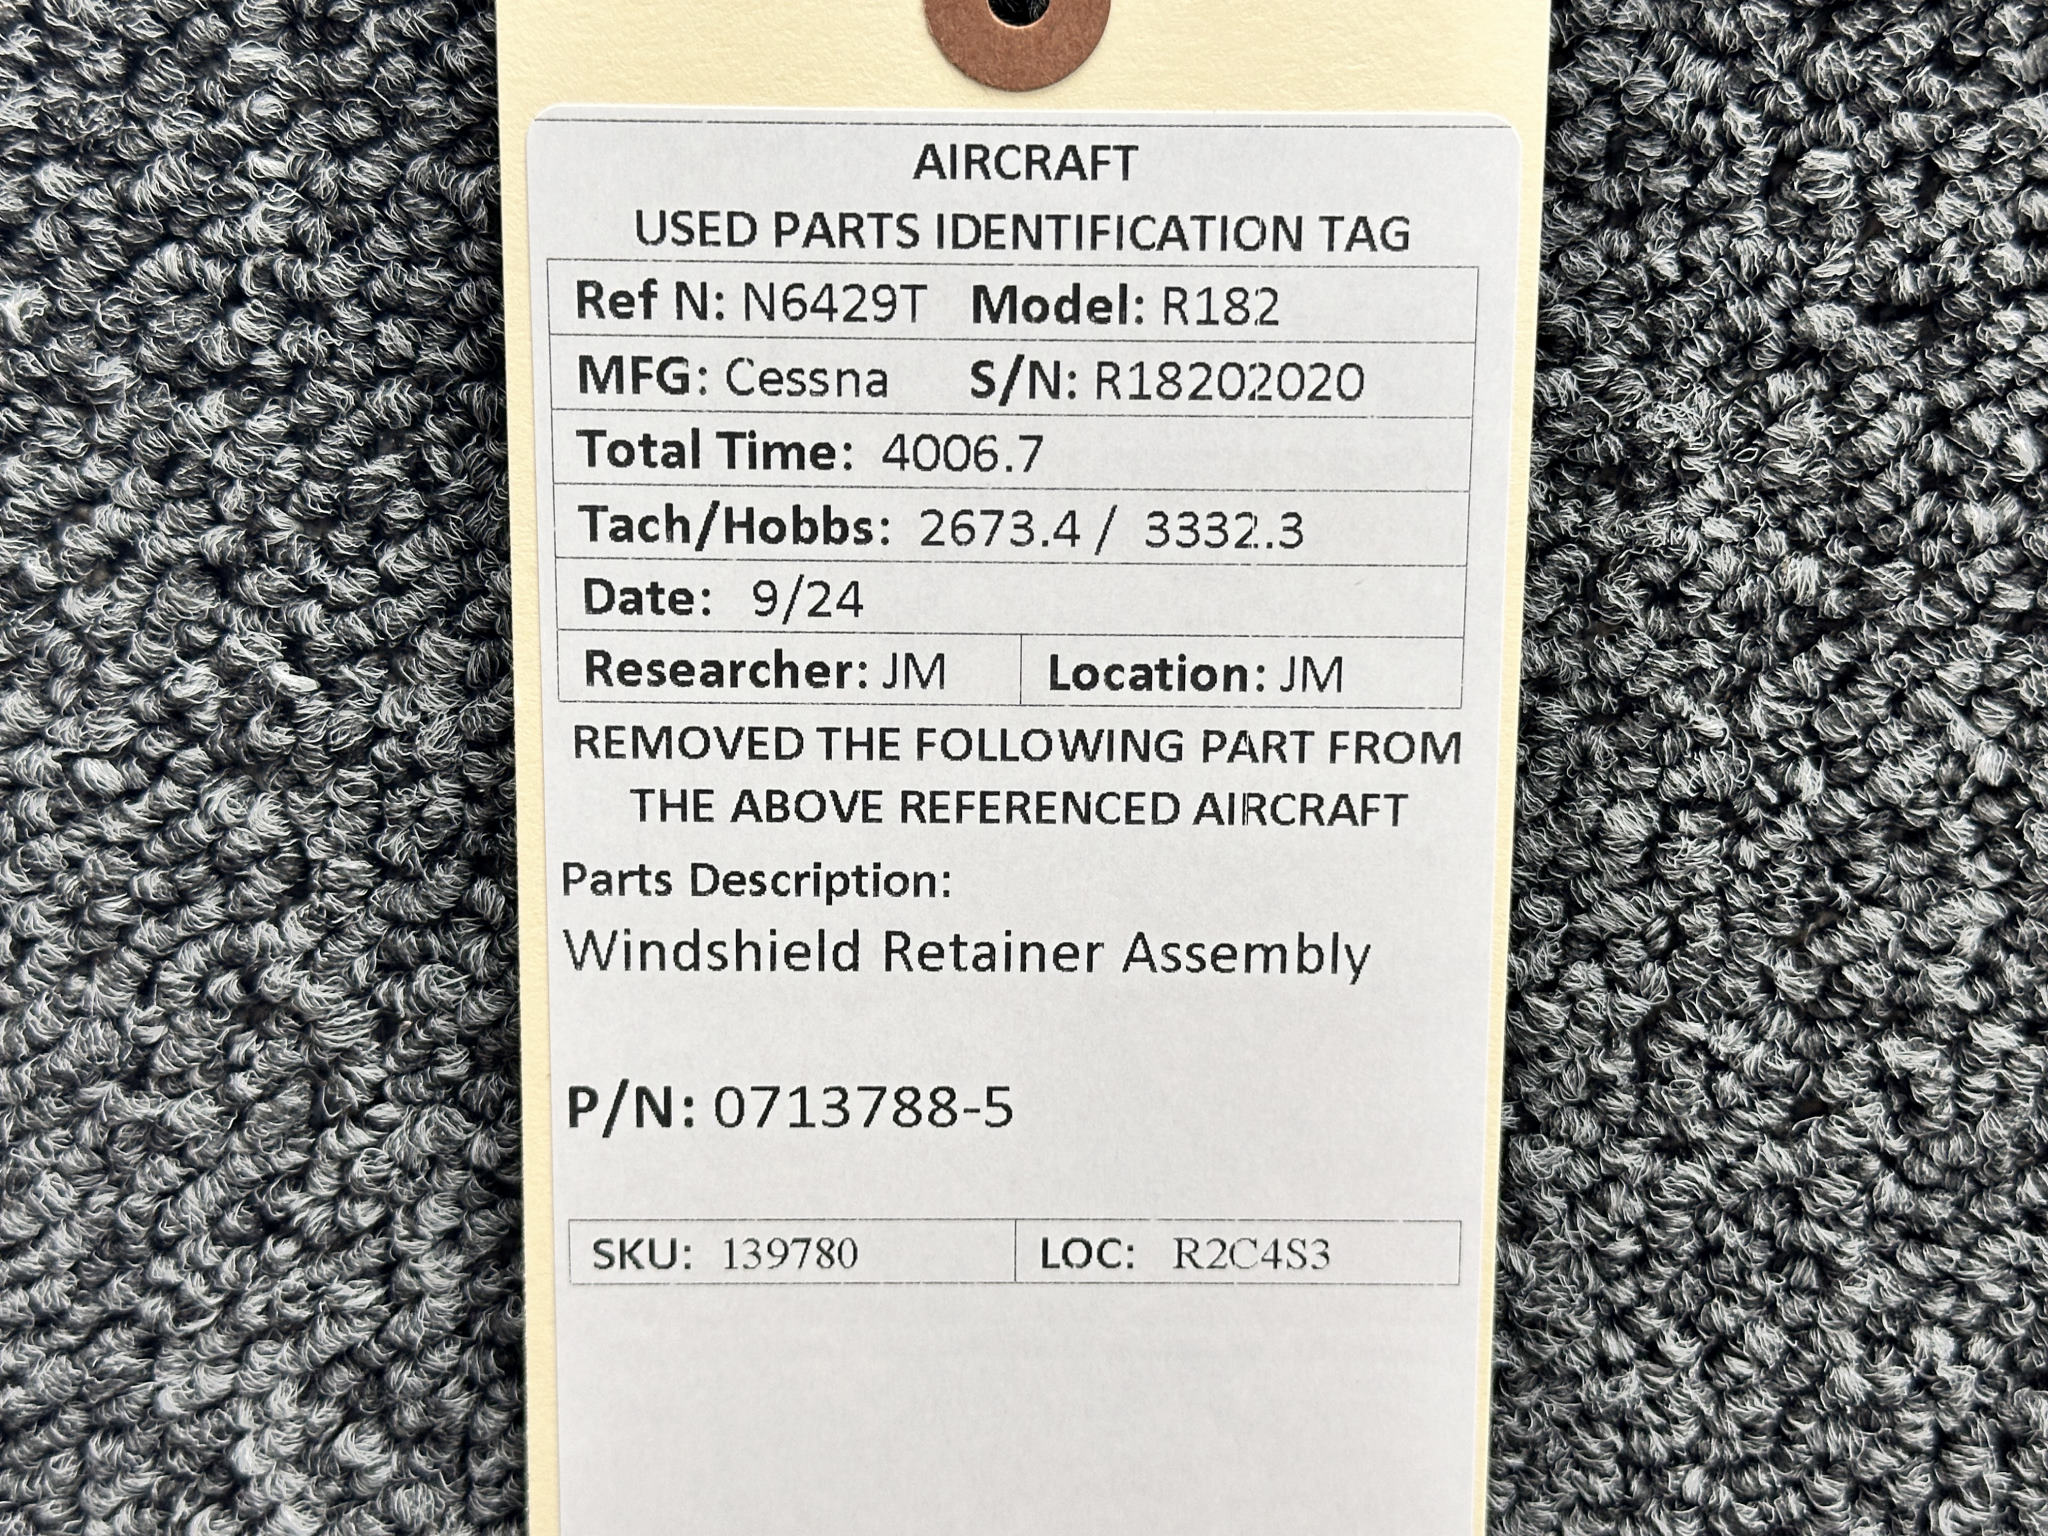 AIRCRAFT
USED PARTS IDENTIFICATION TAG
Ref N: N6429T Model: R182
MFG: Cessna S/N: R18202020
Total Time: 4006.7
Tach/Hobbs: 2673.4 / 3332.3
Date: 9/24
Researcher: JM Location: JM
REMOVED THE FOLLOWING PART FROM
THE ABOVE REFERENCED AIRCRAFT
Parts Description:
Windshield Retainer Assembly
P/N: 0713788-5
SKU: 139780 LOC: R2C4S3